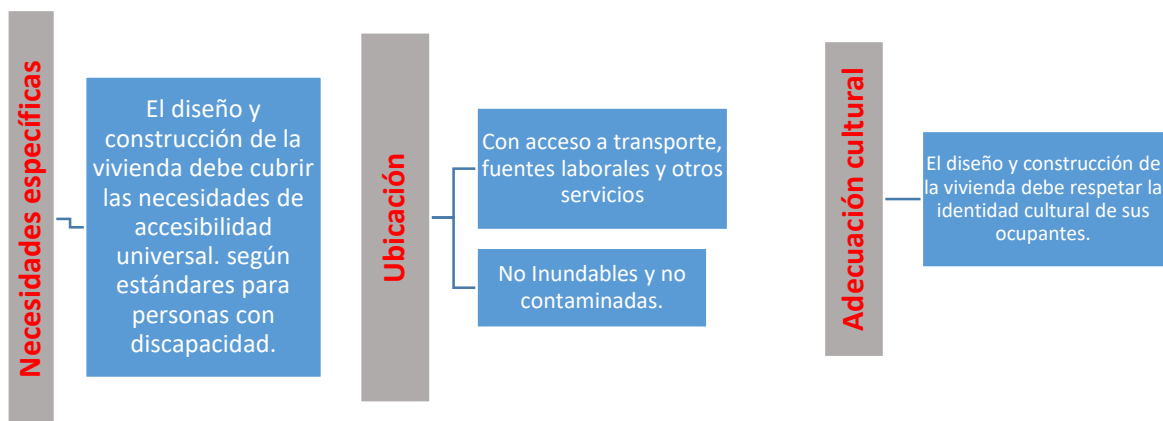 Necesidades específicas
El diseño y
construcción de la
vivienda debe cubrir
las necesidades de
accesibilidad
universal. según
estándares para
personas con
discapacidad.
Ubicación
Con acceso a transporte,
fuentes laborales y otros
servicios
No Inundables y no
contaminadas.
Adecuación cultural
El diseño y construcción de
la vivienda debe respetar la
identidad cultural de sus
ocupantes.